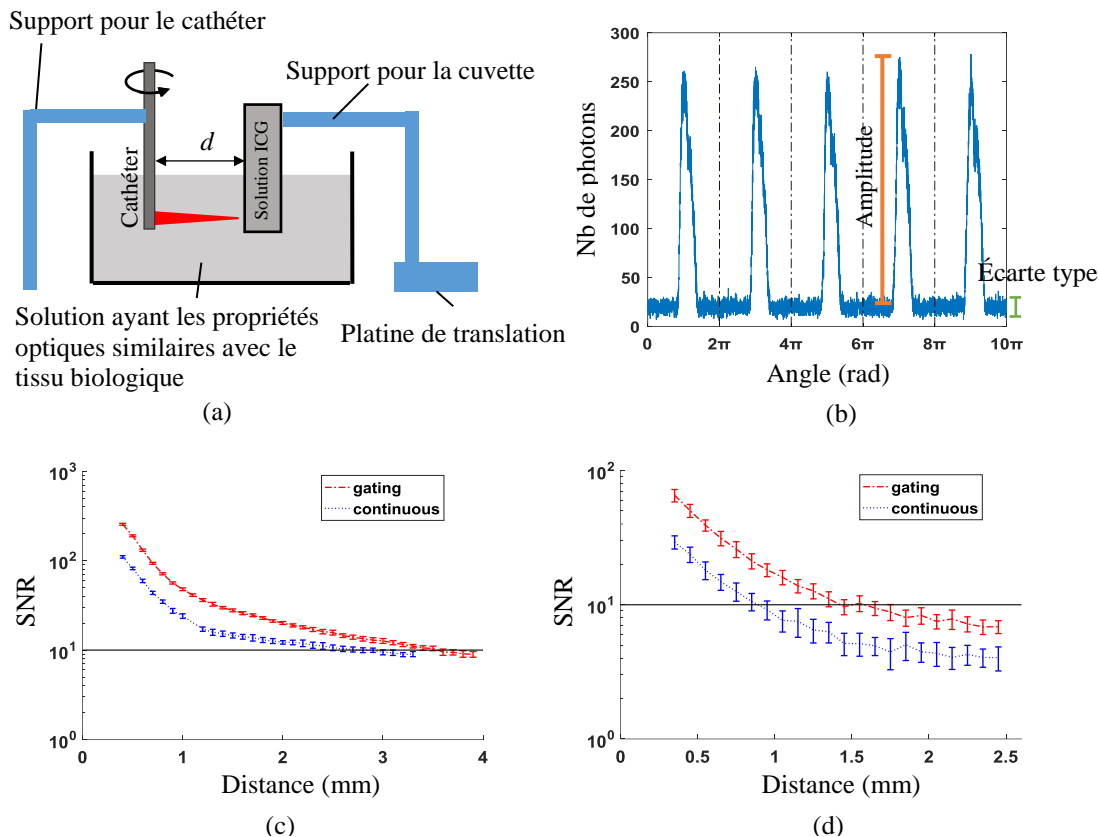 Support pour le cathéter
Support pour la cuvette
d
Cathéter
Solution ICG
Solution ayant les propriétés
optiques similaires avec le
tissu biologique
Platine de translation
(a)
300
250
200
150
100
50
0
Nb de photons
Amplitude
Écarte type
0 2π 4π 6π 8π 10π
Angle (rad)
(b)
10³
10²
10¹
10⁰
SNR
gating
continuous
0 1 2 3 4
Distance (mm)
(c)
10²
10¹
10⁰
SNR
gating
continuous
0 0.5 1 1.5 2 2.5
Distance (mm)
(d)